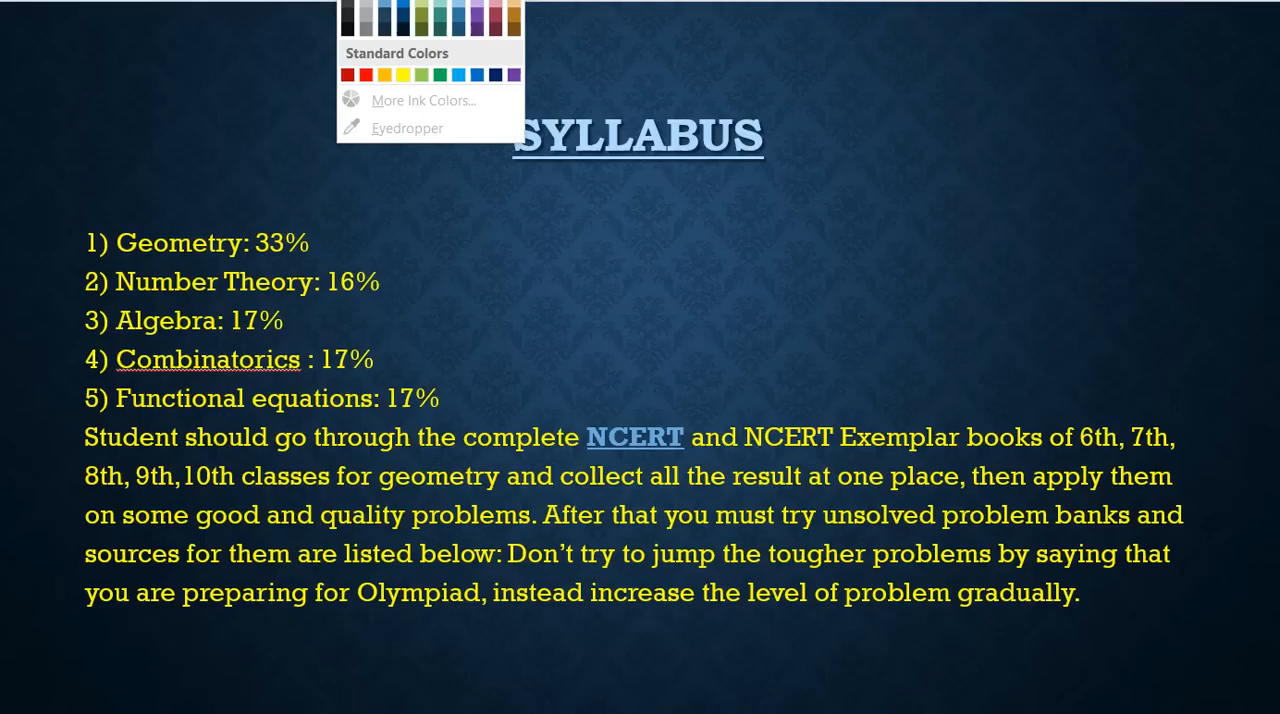 Standard Colors
More Ink Colors...
Eyedropper
SYLLABUS
1) Geometry: 33%
2) Number Theory: 16%
3) Algebra: 17%
4) Combinatorics : 17%
5) Functional equations: 17%
Student should go through the complete NCERT and NCERT Exemplar books of 6th, 7th,
8th, 9th,10th classes for geometry and collect all the result at one place, then apply them
on some good and quality problems. After that you must try unsolved problem banks and
sources for them are listed below: Don’t try to jump the tougher problems by saying that
you are preparing for Olympiad, instead increase the level of problem gradually.